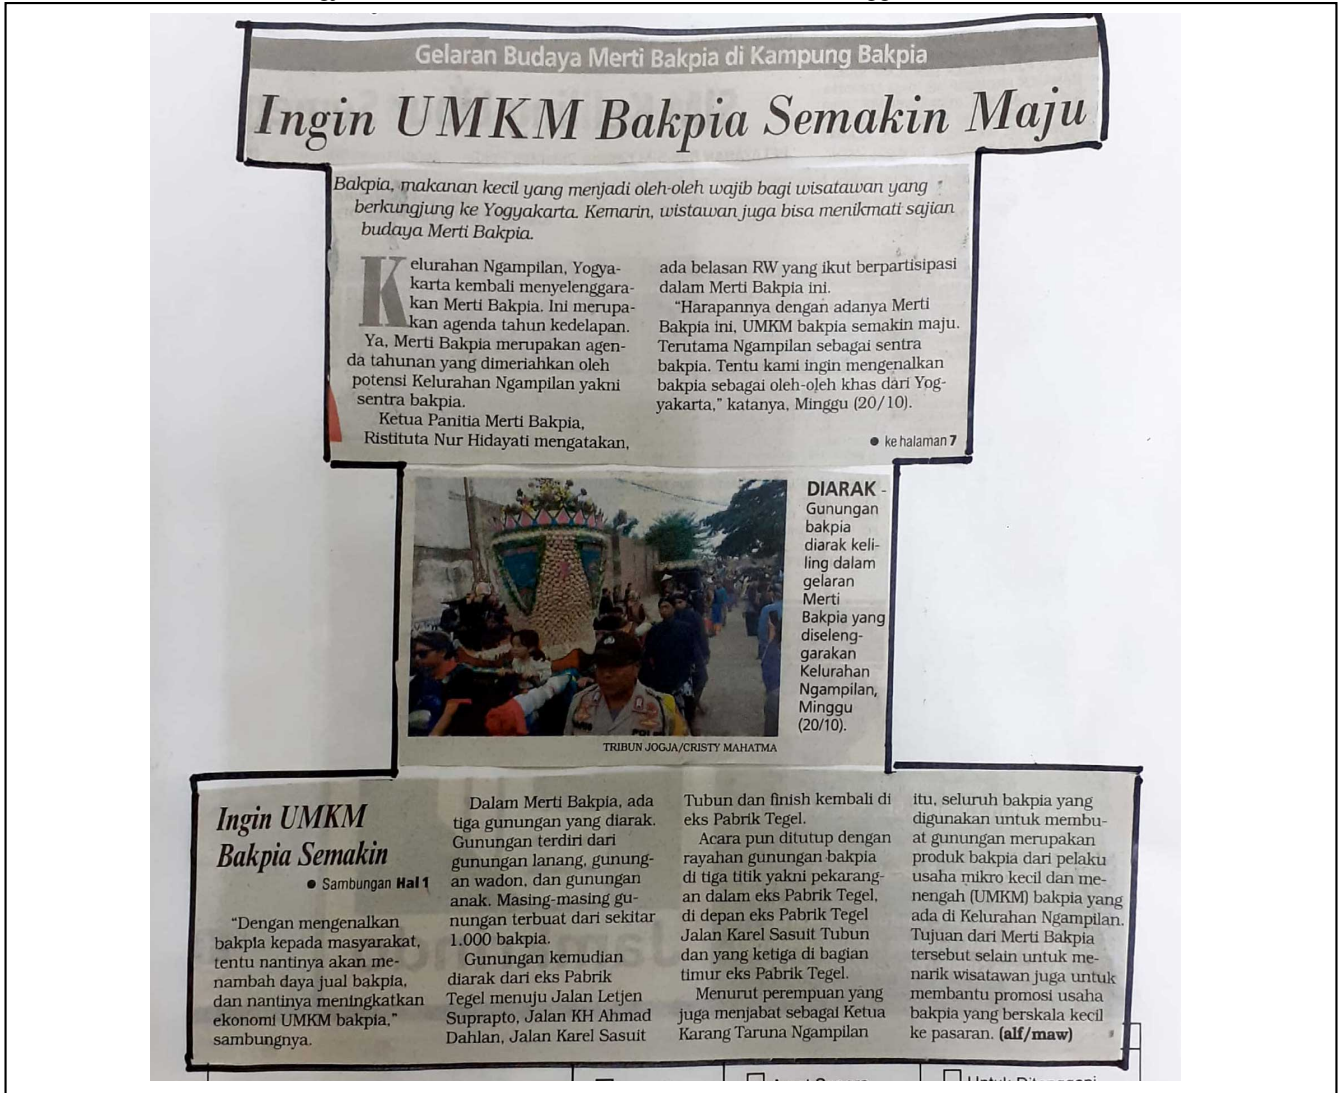 Gelaran Budaya Merti Bakpia di Kampung Bakpia
Ingin UMKM Bakpia Semakin Maju
Bakpia, makanan kecil yang menjadi oleh-oleh wajib bagi wisatawan yang
berkungjung ke Yogyakarta. Kemarin, wistawan juga bisa menikmati sajian
budaya Merti Bakpia.
Kelurahan Ngampilan, Yogya-
karta kembali menyelenggara-
kan Merti Bakpia. Ini merupa-
kan agenda tahun kedelapan.
Ya, Merti Bakpia merupakan agen-
da tahunan yang dimeriahkan oleh
potensi Kelurahan Ngampilan yakni
sentra bakpia.
Ketua Panitia Merti Bakpia,
Ristituta Nur Hidayati mengatakan,
ada belasan RW yang ikut berpartisipasi
dalam Merti Bakpia ini.
"Harapannya dengan adanya Merti
Bakpia ini, UMKM bakpia semakin maju.
Terutama Ngampilan sebagai sentra
bakpia. Tentu kami ingin mengenalkan
bakpia sebagai oleh-oleh khas dari Yog-
yakarta," katanya, Minggu (20/10).
● ke halaman 7
DIARAK -
Gunungan
bakpia
diarak keli-
ling dalam
gelaran
Merti
Bakpia yang
diseleng-
garakan
Kelurahan
Ngampilan,
Minggu
(20/10).
TRIBUN JOGJA/CRISTY MAHATMA
Ingin UMKM
Bakpia Semakin
● Sambungan Hal 1
"Dengan mengenalkan
bakpia kepada masyarakat,
tentu nantinya akan me-
nambah daya jual bakpia,
dan nantinya meningkatkan
ekonomi UMKM bakpia,"
sambungnya.
Dalam Merti Bakpia, ada
tiga gunungan yang diarak.
Gunungan terdiri dari
gunungan lanang, gunung-
an wadon, dan gunungan
anak. Masing-masing gu-
nungan terbuat dari sekitar
1.000 bakpia.
Gunungan kemudian
diarak dari eks Pabrik
Tegel menuju Jalan Letjen
Suprapto, Jalan KH Ahmad
Dahlan, Jalan Karel Sasuit
Tubun dan finish kembali di
eks Pabrik Tegel.
Acara pun ditutup dengan
rayahan gunungan bakpia
di tiga titik yakni pekarang-
an dalam eks Pabrik Tegel,
di depan eks Pabrik Tegel
Jalan Karel Sasuit Tubun
dan yang ketiga di bagian
timur eks Pabrik Tegel.
Menurut perempuan yang
juga menjabat sebagai Ketua
Karang Taruna Ngampilan
itu, seluruh bakpia yang
digunakan untuk membu-
at gunungan merupakan
produk bakpia dari pelaku
usaha mikro kecil dan me-
nengah (UMKM) bakpia yang
ada di Kelurahan Ngampilan.
Tujuan dari Merti Bakpia
tersebut selain untuk me-
narik wisatawan juga untuk
membantu promosi usaha
bakpia yang berskala kecil
ke pasaran. (alf/maw)